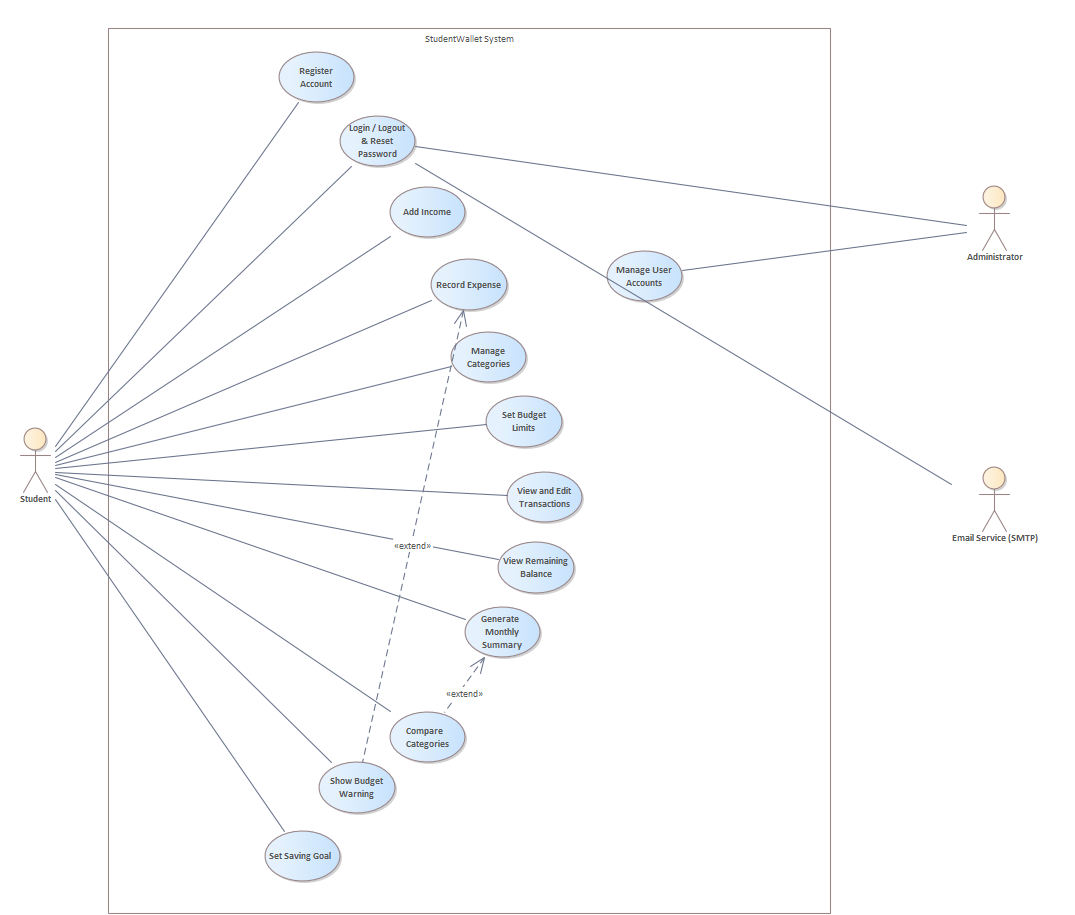 StudentWallet System
Register
Account
Login / Logout
& Reset
Password
Add Income
Administrator
Manage User
Accounts
Record Expense
Manage
Categories
Set Budget
Limits
Student
View and Edit
Transactions
Email Service (SMTP)
«extend»
View Remaining
Balance
Generate
Monthly
Summary
«extend»
Compare
Categories
Show Budget
Warning
Set Saving Goal